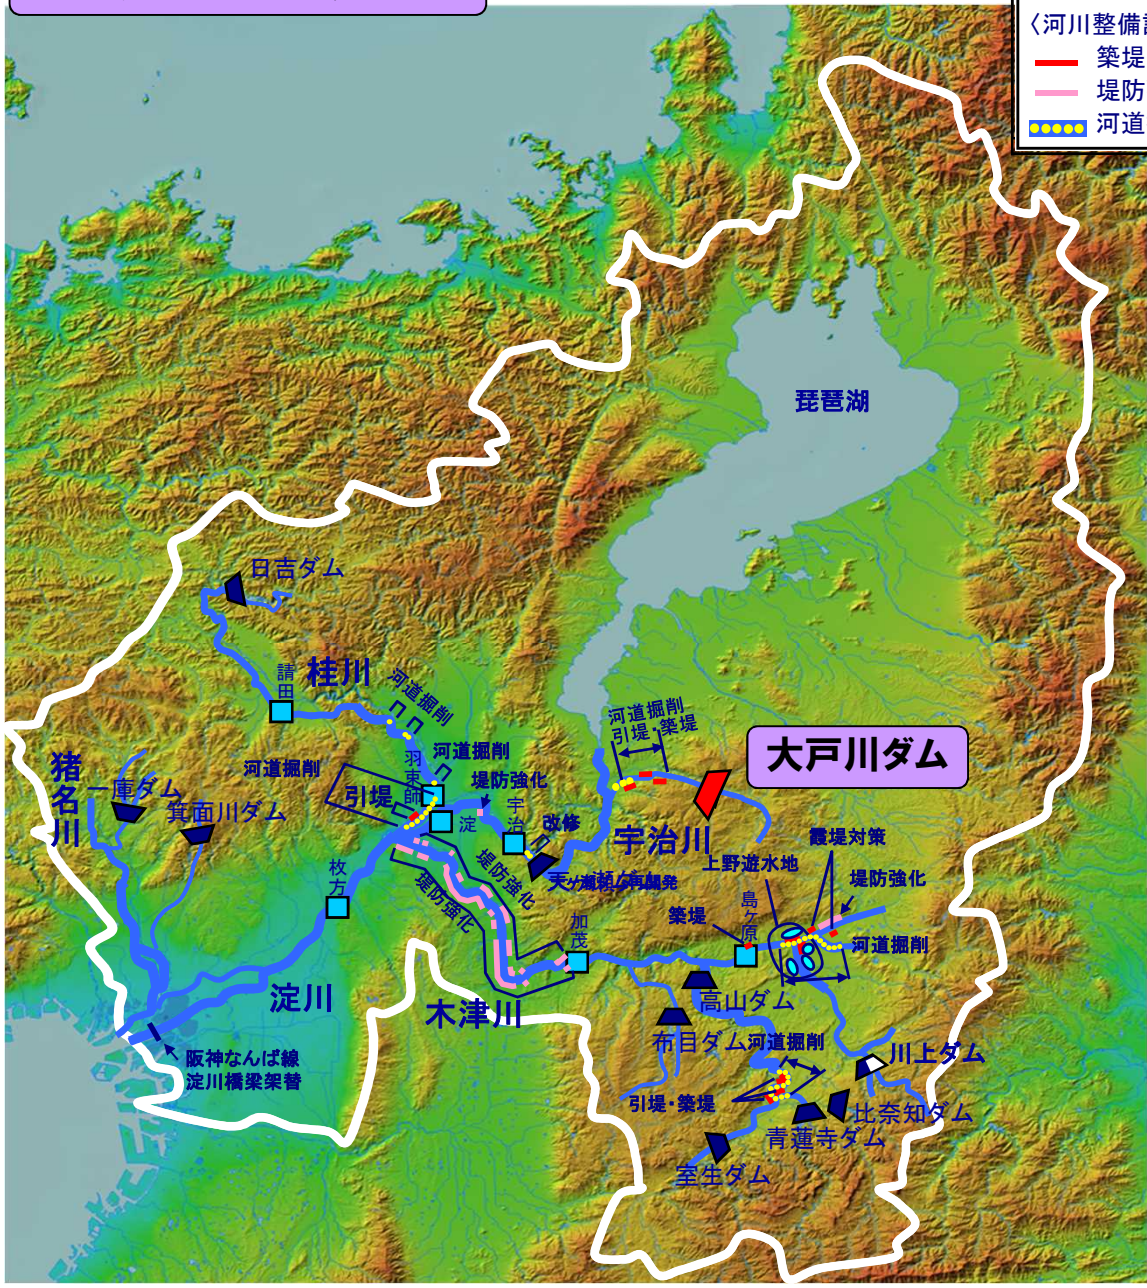 〈河川整備
築堤
堤防
河道
琵琶湖
日吉ダム
請田
桂川
河道掘削
羽束師
河道掘削
河道掘削
引堤・築堤
大戸川ダム
猪名川
一庫ダム
箕面川ダム
河道掘削
引堤
淀
堤防強化
宇治
改修
宇治川
天ヶ瀬ダム再開発
枚方
堤防強化
堤防強化
加茂
上野遊水地
霞堤対策
堤防強化
築堤
島ヶ原
河道掘削
淀川
木津川
高山ダム
布目ダム
河道掘削
川上ダム
阪神なんば線
淀川橋梁架替
引堤・築堤
比奈知ダム
青蓮寺ダム
室生ダム